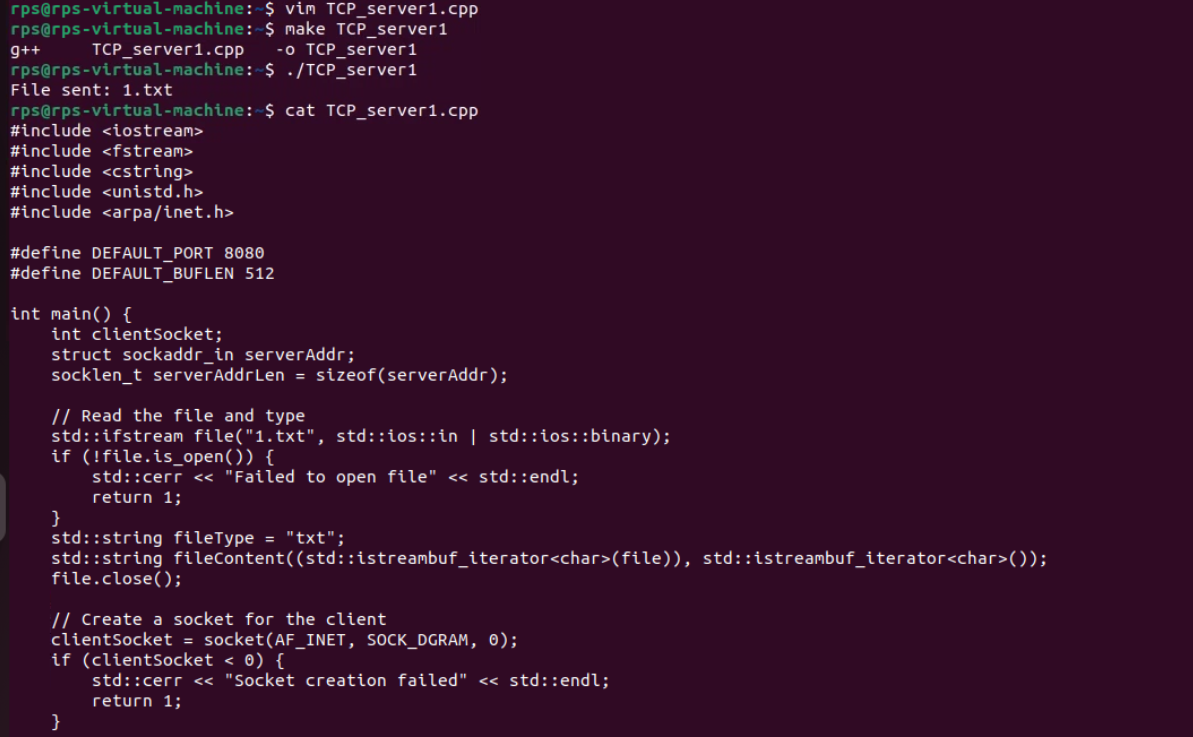 rps@rps-virtual-machine:~$ vim TCP_server1.cpp
rps@rps-virtual-machine:~$ make TCP_server1
g++     TCP_server1.cpp   -o TCP_server1
rps@rps-virtual-machine:~$ ./TCP_server1
File sent: 1.txt
rps@rps-virtual-machine:~$ cat TCP_server1.cpp
#include <iostream>
#include <fstream>
#include <cstring>
#include <unistd.h>
#include <arpa/inet.h>

#define DEFAULT_PORT 8080
#define DEFAULT_BUFLEN 512

int main() {
    int clientSocket;
    struct sockaddr_in serverAddr;
    socklen_t serverAddrLen = sizeof(serverAddr);

    // Read the file and type
    std::ifstream file("1.txt", std::ios::in | std::ios::binary);
    if (!file.is_open()) {
        std::cerr << "Failed to open file" << std::endl;
        return 1;
    }
    std::string fileType = "txt";
    std::string fileContent((std::istreambuf_iterator<char>(file)), std::istreambuf_iterator<char>());
    file.close();

    // Create a socket for the client
    clientSocket = socket(AF_INET, SOCK_DGRAM, 0);
    if (clientSocket < 0) {
        std::cerr << "Socket creation failed" << std::endl;
        return 1;
    }